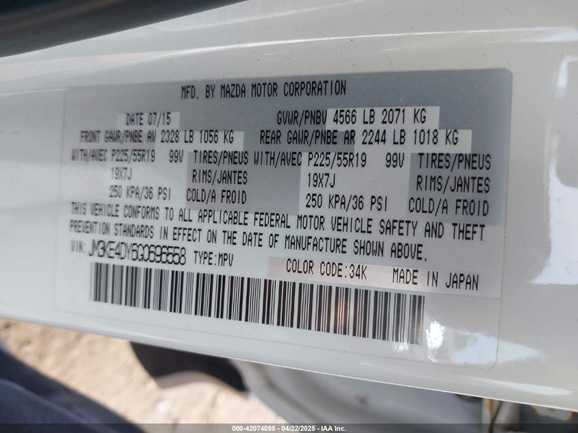 MFD. BY MAZDA MOTOR CORPORATION
DATE 07/15 GVWR/PNBV 4566 LB 2071 KG
FRONT GAWR/PNBE AV 2328 LB 1056 KG REAR GAWR/PNBE AR 2244 LB 1018 KG
WITH/AVEC P225/55R19 99V TIRES/PNEUS WITH/AVEC P225/55R19 99V TIRES/PNEUS
19X7J RIMS/JANTES 19X7J RIMS/JANTES
250 KPA/36 PSI COLD/A FROID 250 KPA/36 PSI COLD/A FROID
THIS VEHICLE CONFORMS TO ALL APPLICABLE FEDERAL MOTOR VEHICLE SAFETY AND THEFT
PREVENTION STANDARDS IN EFFECT ON THE DATE OF MANUFACTURE SHOWN ABOVE.
VIN: JM3KE4DY6G0696558 TYPE:MPV COLOR CODE:34K MADE IN JAPAN
000-42074095 - 04/22/2025 - IAA Inc.